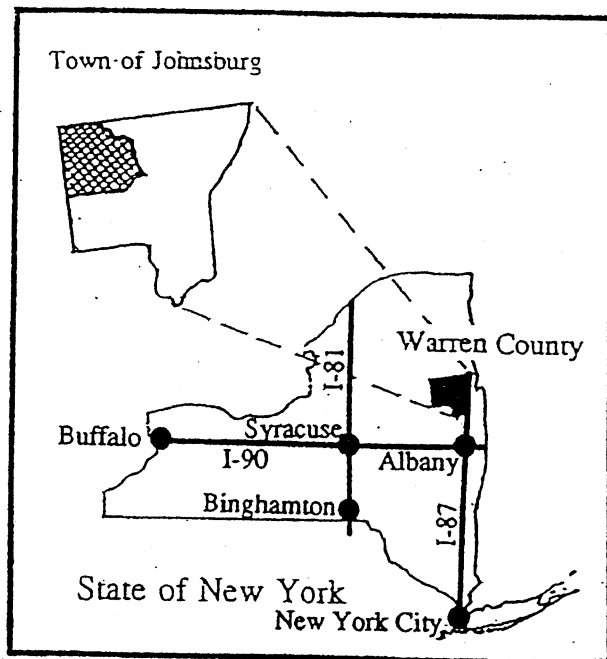 Town of Johnsburg
Warren County
I-81
Buffalo
Syracuse
I-90
Albany
Binghamton
I-87
State of New York
New York City